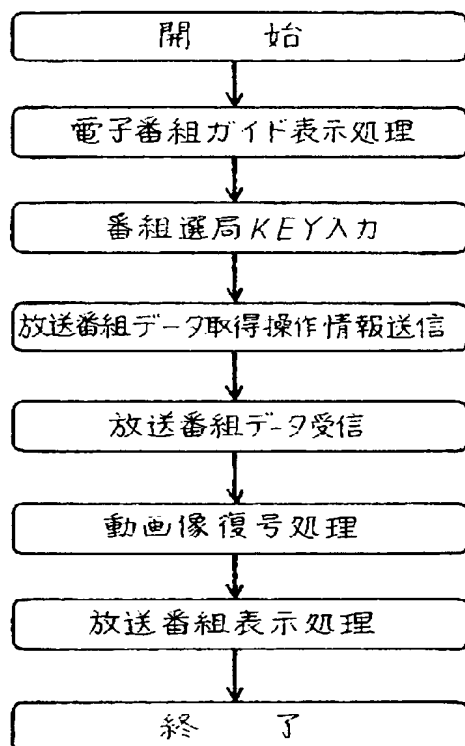 開　始
電子番組ガイド表示処理
番組選局KEY入力
放送番組データ取得操作情報送信
放送番組データ受信
動画像復号処理
放送番組表示処理
終　了